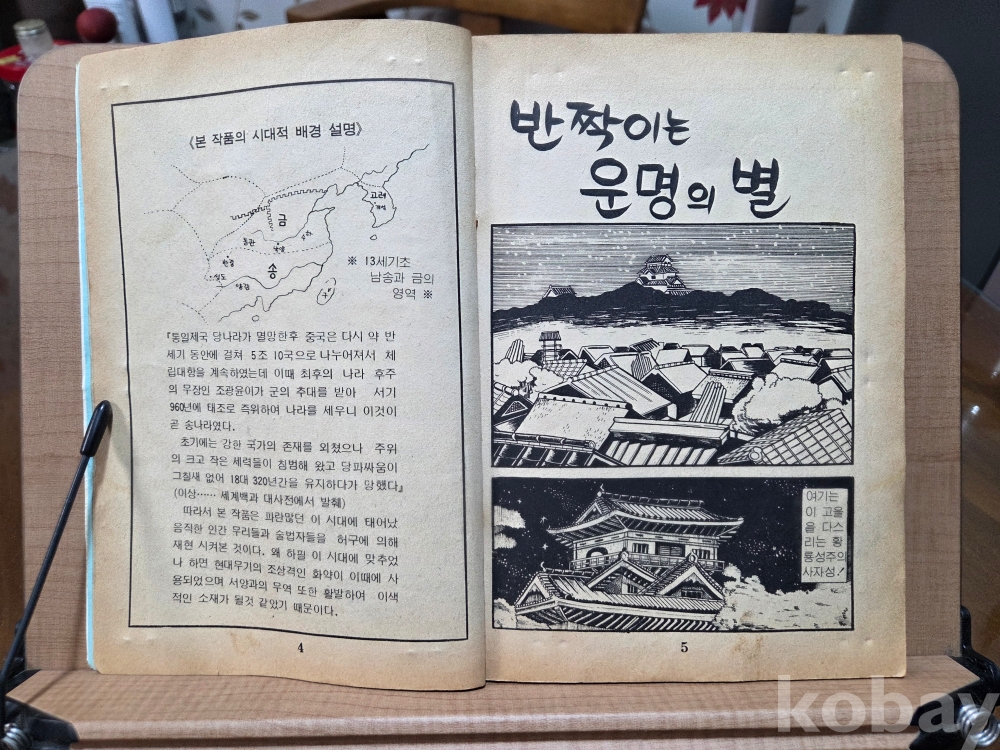 《본 작품의 시대적 배경 설명》
고려
개성
금
송
※ 13세기초
남송과 금의
영역 ※
『통일제국 당나라가 멸망한후 중국은 다시 약 반
세기 동안에 걸쳐 5조 10국으로 나누어져서 체
립대항을 계속하였는데 이때 최후의 나라 후주
의 무장인 조광윤이가 군의 추대를 받아 서기
960년에 태조로 즉위하여 나라를 세우니 이것이
곧 송나라였다.
초기에는 강한 국가의 존재를 외쳤으나 주위
의 크고 작은 세력들이 침범해 왔고 당파싸움이
그칠새 없어 18대 320년간을 유지하다가 망했다』
(이상…… 세계백과 대사전에서 발췌)
따라서 본 작품은 파란많던 이 시대에 태어났
음직한 인간 무리들과 술법자들을 허구에 의해
재현 시켜본 것이다. 왜 하필 이 시대에 맞추었
나 하면 현대무기의 조상격인 화약이 이때에 사
용되었으며 서양과의 무역 또한 활발하여 이색
적인 소재가 될것 같았기 때문이다.
4
반짝이는
운명의 별
여기는
이 고을
을 다스
리는 황
룡성주의
사자성!
5
kobay